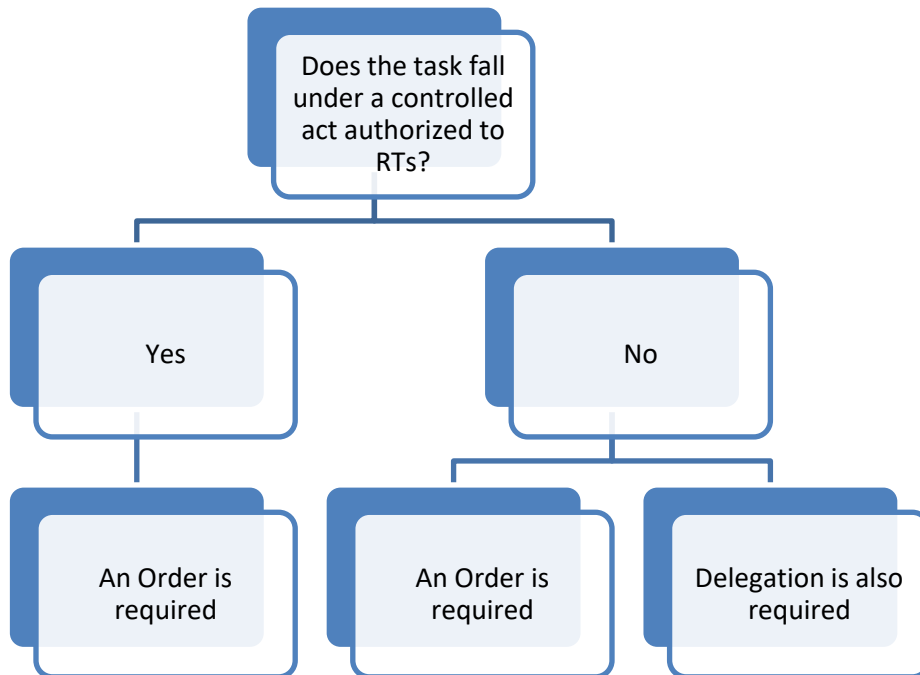 Does the task fall
under a controlled
act authorized to
RTs?
Yes
No
An Order is
required
An Order is
required
Delegation is also
required